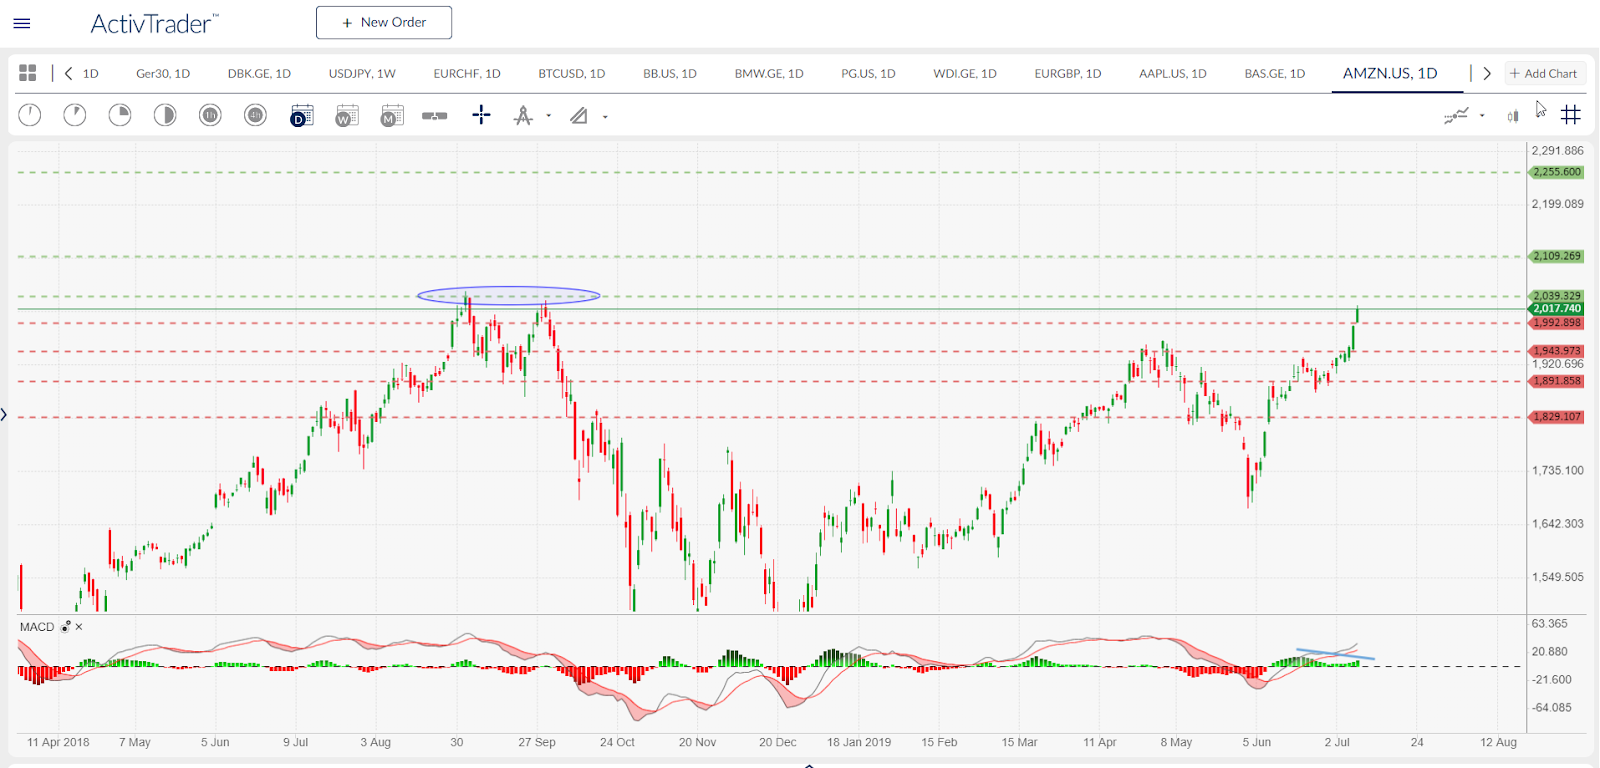 ActivTrader™
+ New Order
1D
Ger30, 1D
DBK.GE, 1D
USDJPY, 1W
EURCHF, 1D
BTCUSD, 1D
BB.US, 1D
BMW.GE, 1D
PG.US, 1D
WDI.GE, 1D
EURGBP, 1D
AAPL.US, 1D
BAS.GE, 1D
AMZN.US, 1D
+ Add Chart
1h
4h
D
W
M
2,291.886
2,255.600
2,199.089
2,109.269
2,039.329
2,017.740
1,992.898
1,943.973
1,920.696
1,891.858
1,829.107
1,735.100
1,642.303
1,549.505
MACD
63.365
20.880
-21.600
-64.085
11 Apr 2018
7 May
5 Jun
9 Jul
3 Aug
30
27 Sep
24 Oct
20 Nov
20 Dec
18 Jan 2019
15 Feb
15 Mar
11 Apr
8 May
5 Jun
2 Jul
24
12 Aug